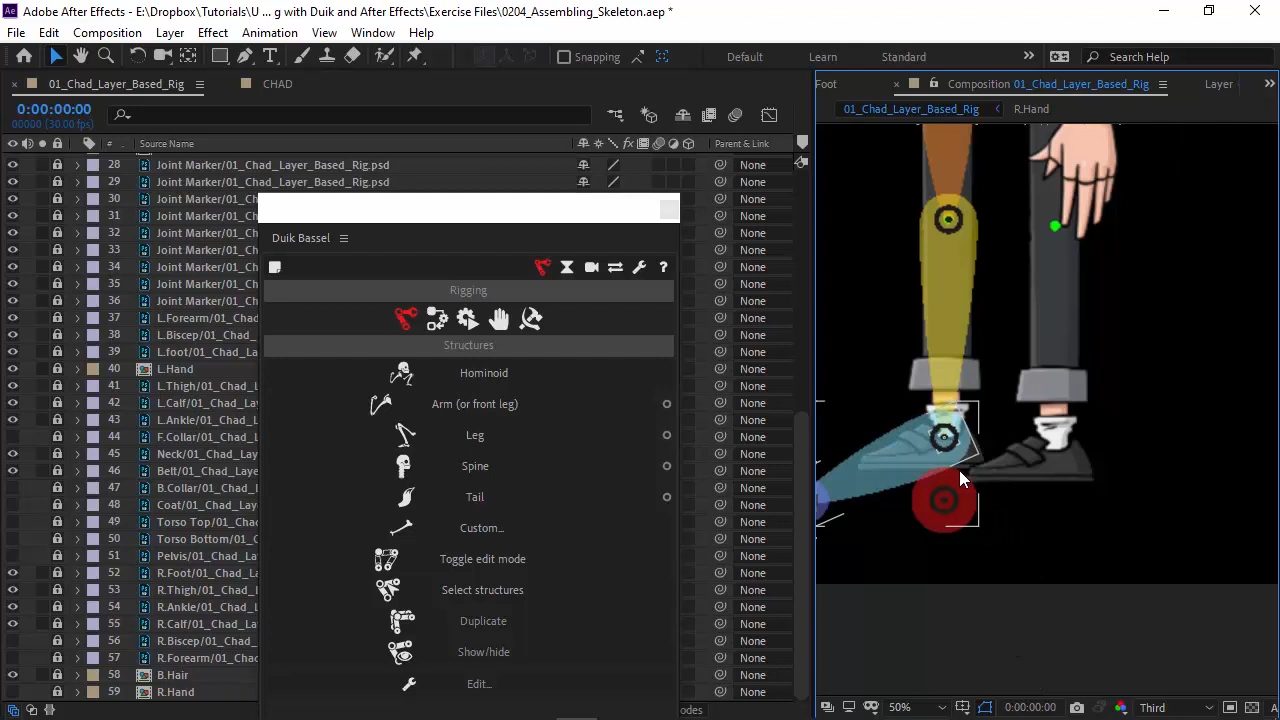 Adobe After Effects - E:\Dropbox\Tutorials\U ... g with Duik and After Effects\Exercise Files\0204_Assembling_Skeleton.aep *
File Edit Composition Layer Effect Animation View Window Help
Snapping Default Learn Standard Search Help
01_Chad_Layer_Based_Rig CHAD
Foot Composition 01_Chad_Layer_Based_Rig Layer
0:00:00:00
00000 (30.00 fps)
01_Chad_Layer_Based_Rig R.Hand
# Source Name fx Parent & Link
28 Joint Marker/01_Chad_Layer_Based_Rig.psd None
29 Joint Marker/01_Chad_Layer_Based_Rig.psd None
30 Joint Marker/01_Ch None
31 Joint Marker/01_Ch None
32 Joint Marker/01_Ch None
33 Joint Marker/01_Ch None
34 Joint Marker/01_Ch None
35 Joint Marker/01_Ch None
36 Joint Marker/01_Ch None
37 L.Forearm/01_Chad None
38 L.Bicep/01_Chad_L None
39 L.foot/01_Chad_La None
40 L.Hand None
41 L.Thigh/01_Chad_L None
42 L.Calf/01_Chad_Lay None
43 L.Ankle/01_Chad_L None
44 F.Collar/01_Chad_ None
45 Neck/01_Chad_Lay None
46 Belt/01_Chad_Laye None
47 B.Collar/01_Chad_ None
48 Coat/01_Chad_Lay None
49 Torso Top/01_Cha None
50 Torso Bottom/01_C None
51 Pelvis/01_Chad_La None
52 R.Foot/01_Chad_La None
53 R.Thigh/01_Chad_L None
54 R.Ankle/01_Chad_L None
55 R.Calf/01_Chad_La None
56 R.Biscep/01_Chad_ None
57 R.Forearm/01_Cha None
58 B.Hair None
59 R.Hand None
Duik Bassel
?
Rigging
Structures
Hominoid
Arm (or front leg)
Leg
Spine
Tail
Custom...
Toggle edit mode
Select structures
Duplicate
Show/hide
Edit...
odes
50% 0:00:00:00 Third